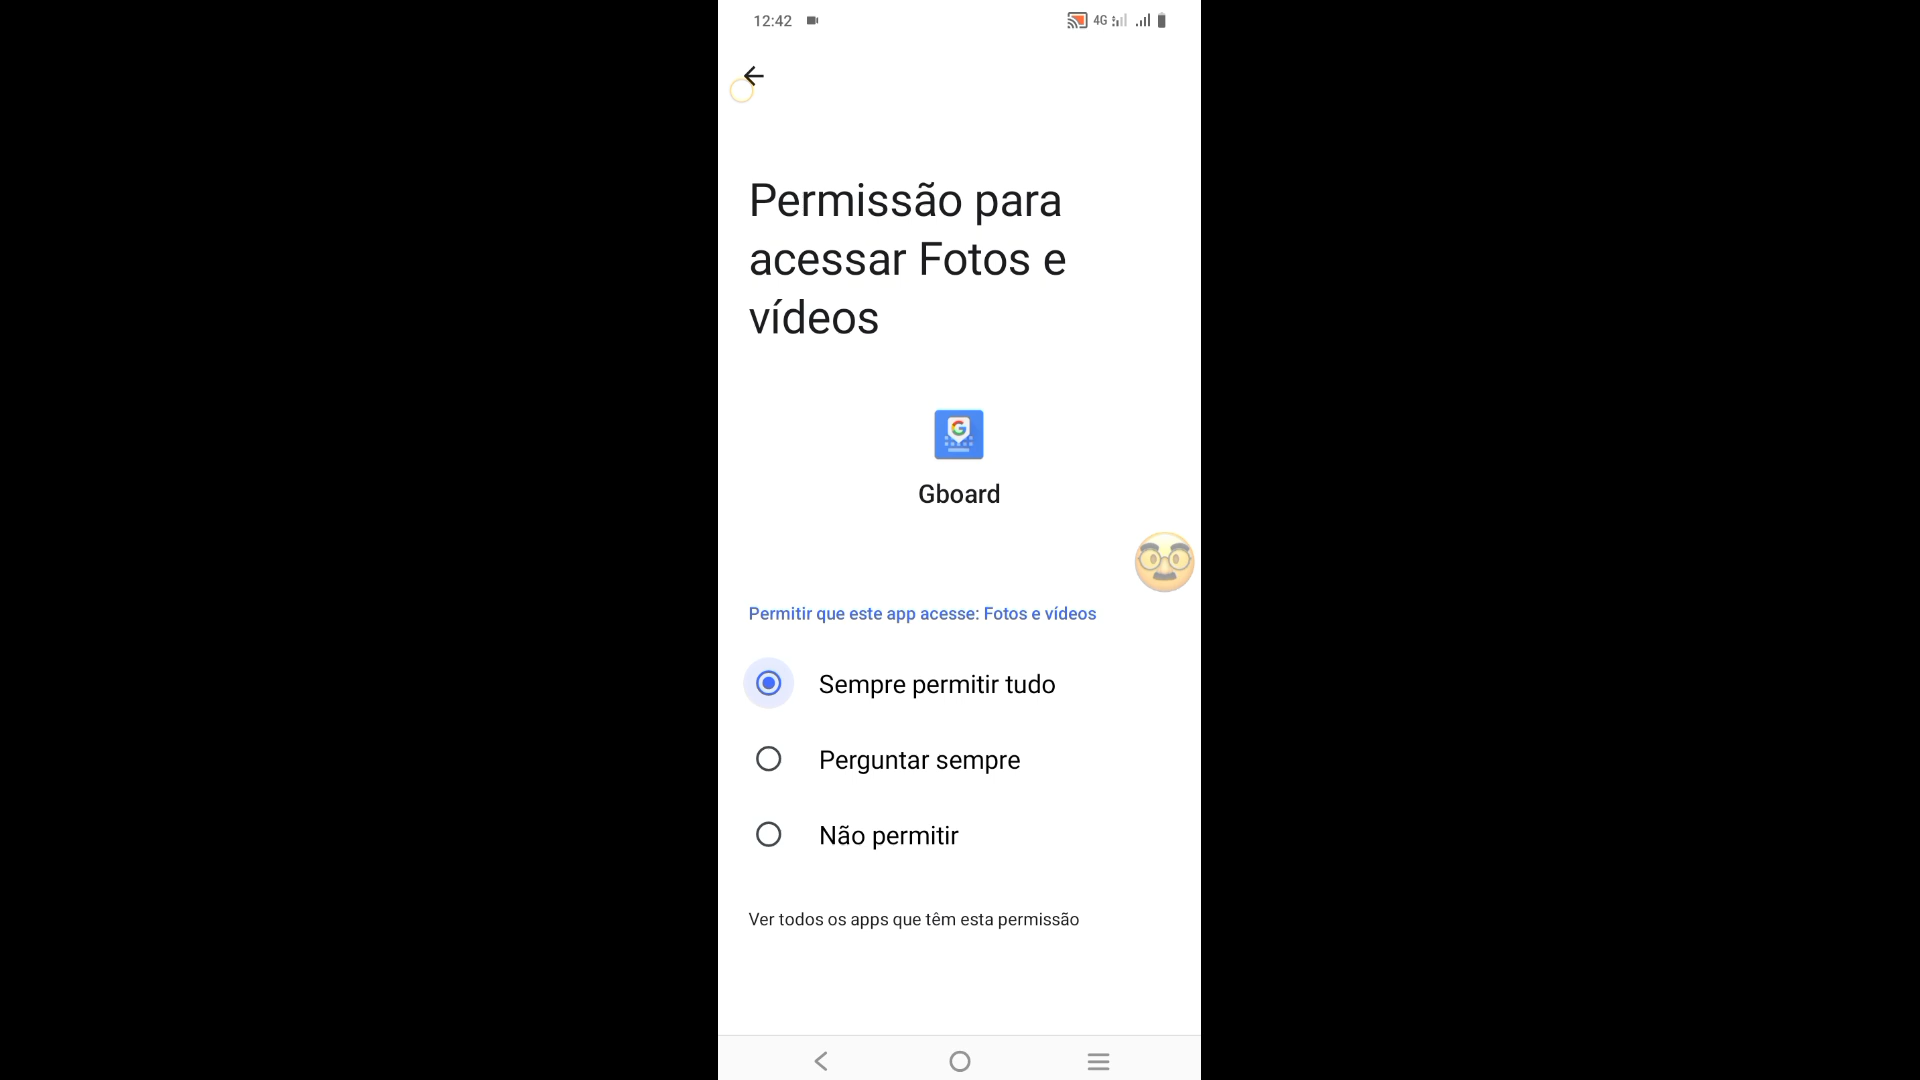 12:42
4G
Permissão para
acessar Fotos e
vídeos
Gboard
Permitir que este app acesse: Fotos e vídeos
Sempre permitir tudo
Perguntar sempre
Não permitir
Ver todos os apps que têm esta permissão